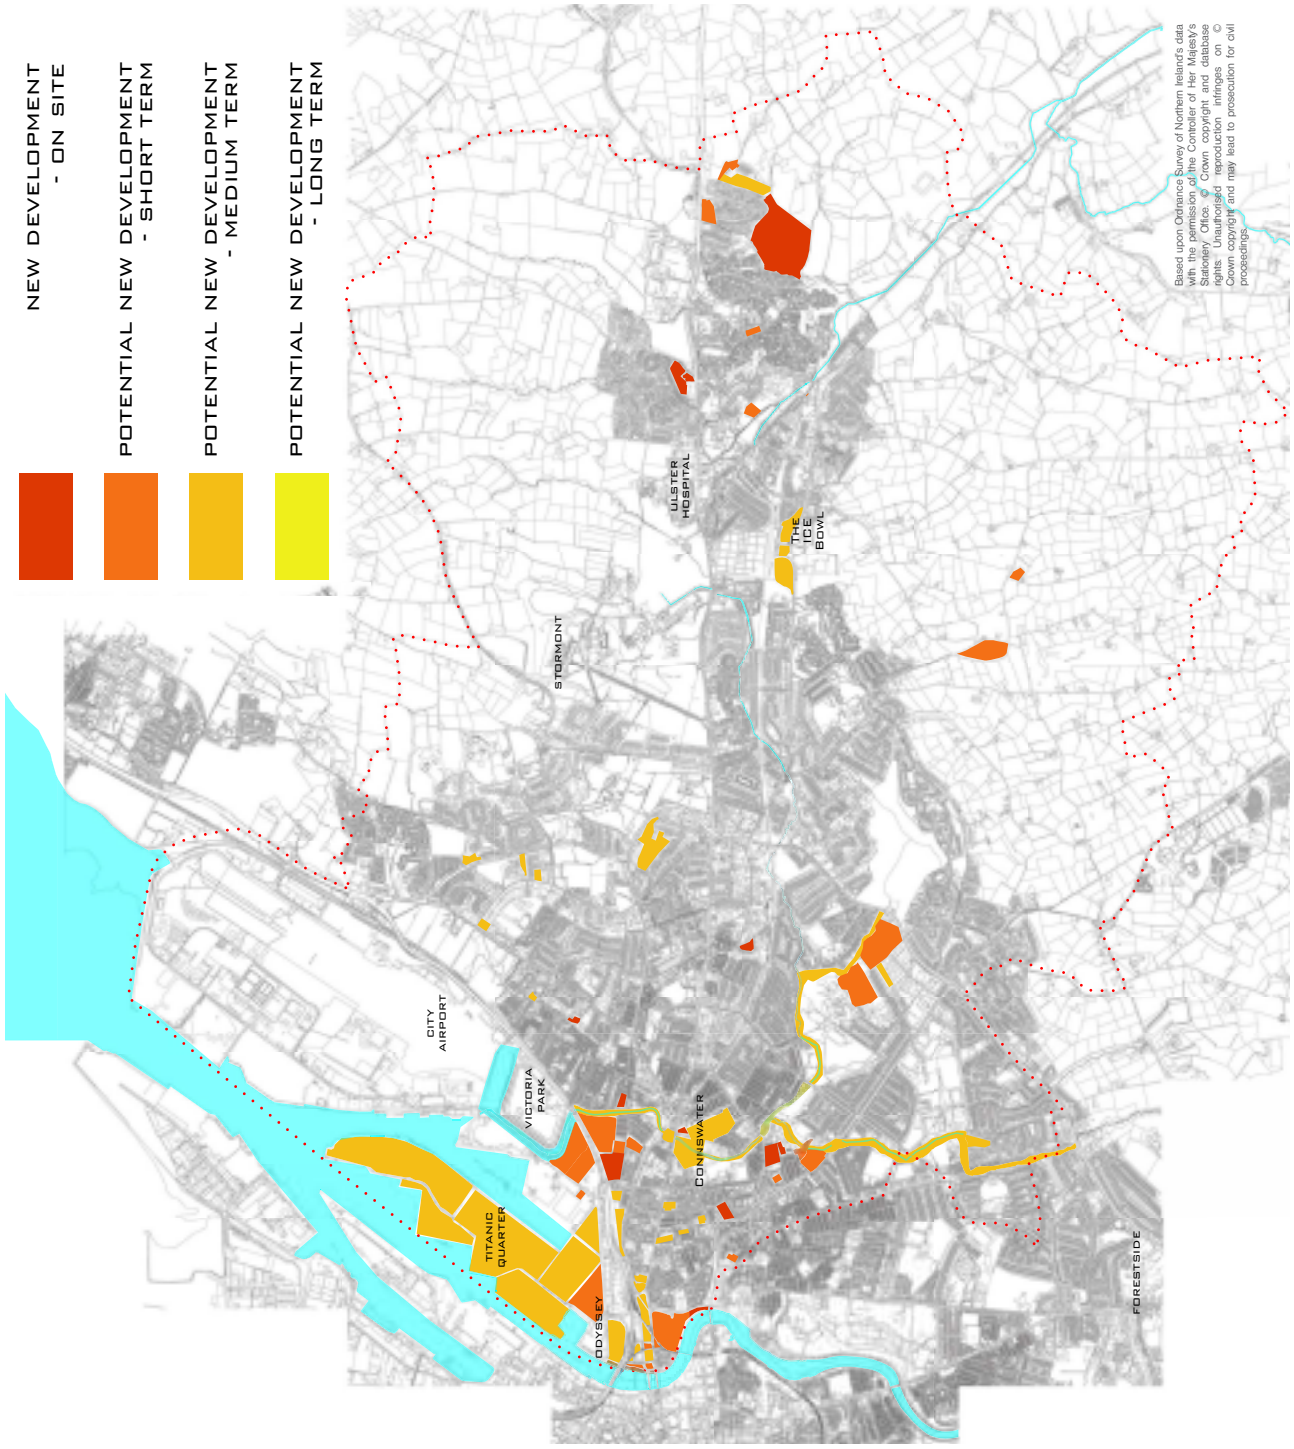 NEW DEVELOPMENT
- ON SITE
POTENTIAL NEW DEVELOPMENT
- SHORT TERM
POTENTIAL NEW DEVELOPMENT
- MEDIUM TERM
POTENTIAL NEW DEVELOPMENT
- LONG TERM
Based upon Ordnance Survey of Northern Ireland's data
with the permission of the Controller of Her Majesty's
Stationery Office. © Crown copyright and database
rights. Unauthorised reproduction infringes on ©
Crown copyright and may lead to prosecution for civil
proceedings.
ULSTER
HOSPITAL
THE
ICE
BOWL
STORMONT
CITY
AIRPORT
VICTORIA
PARK
CONNSWATER
TITANIC
QUARTER
ODYSSEY
FORESTSIDE